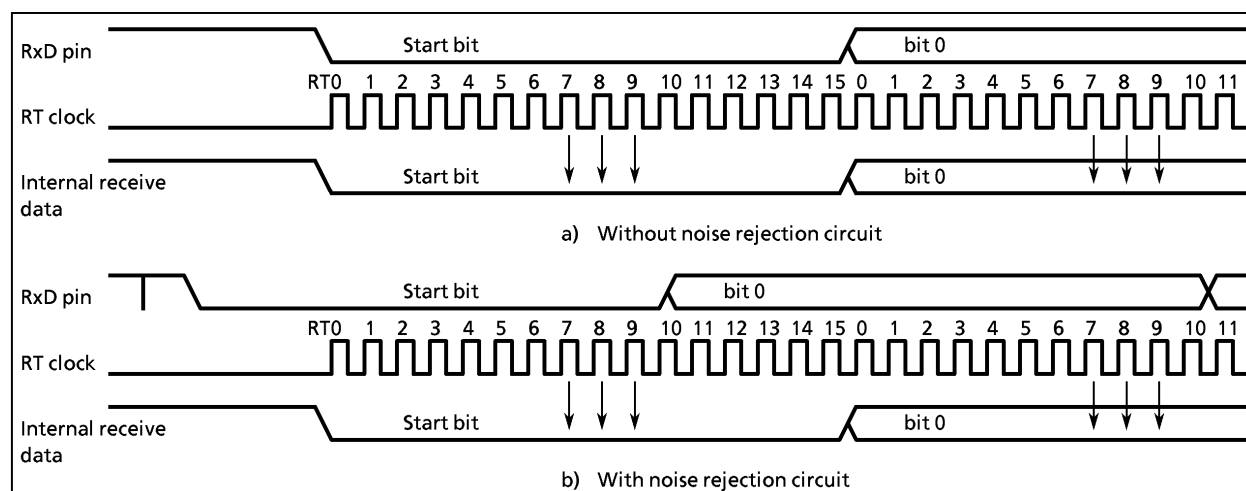 RxD pin Start bit bit 0
RT0 1 2 3 4 5 6 7 8 9 10 11 12 13 14 15 0 1 2 3 4 5 6 7 8 9 10 11
RT clock
Internal receive data Start bit bit 0
a) Without noise rejection circuit
RxD pin Start bit bit 0
RT0 1 2 3 4 5 6 7 8 9 10 11 12 13 14 15 0 1 2 3 4 5 6 7 8 9 10 11
RT clock
Internal receive data Start bit bit 0
b) With noise rejection circuit